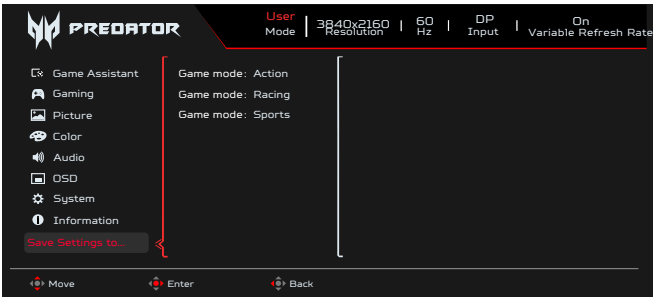 PREDATOR
User
Mode
3840x2160
Resolution
60
Hz
DP
Input
On
Variable Refresh Rate
Game Assistant
Gaming
Picture
Color
Audio
OSD
System
Information
Save Settings to...
Game mode: Action
Game mode: Racing
Game mode: Sports
Move
Enter
Back